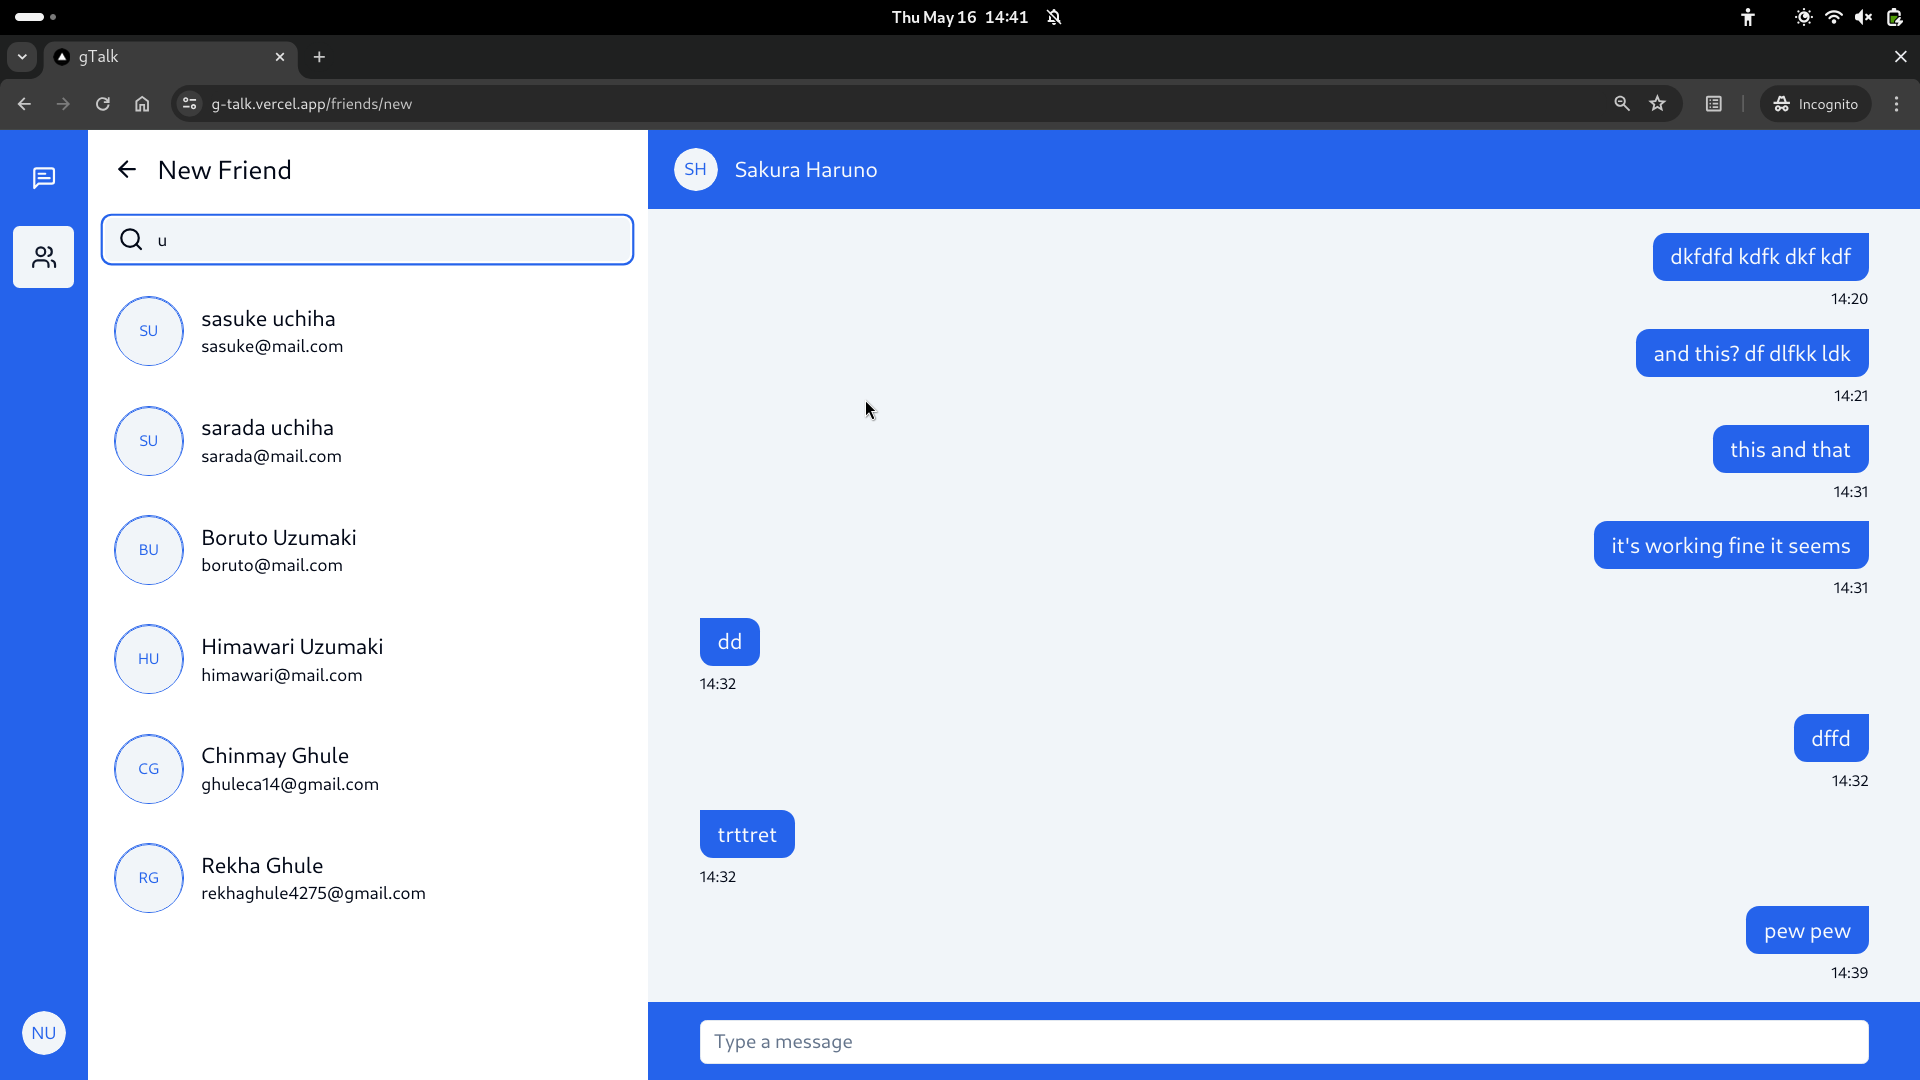 Thu May 16 14:41
gTalk
g-talk.vercel.app/friends/new
Incognito
New Friend
u
SU
sasuke uchiha
sasuke@mail.com
SU
sarada uchiha
sarada@mail.com
BU
Boruto Uzumaki
boruto@mail.com
HU
Himawari Uzumaki
himawari@mail.com
CG
Chinmay Ghule
ghuleca14@gmail.com
RG
Rekha Ghule
rekhaghule4275@gmail.com
NU
SH
Sakura Haruno
dkfdfd kdfk dkf kdf
14:20
and this? df dlfkk ldk
14:21
this and that
14:31
it's working fine it seems
14:31
dd
14:32
dffd
14:32
trttret
14:32
pew pew
14:39
Type a message